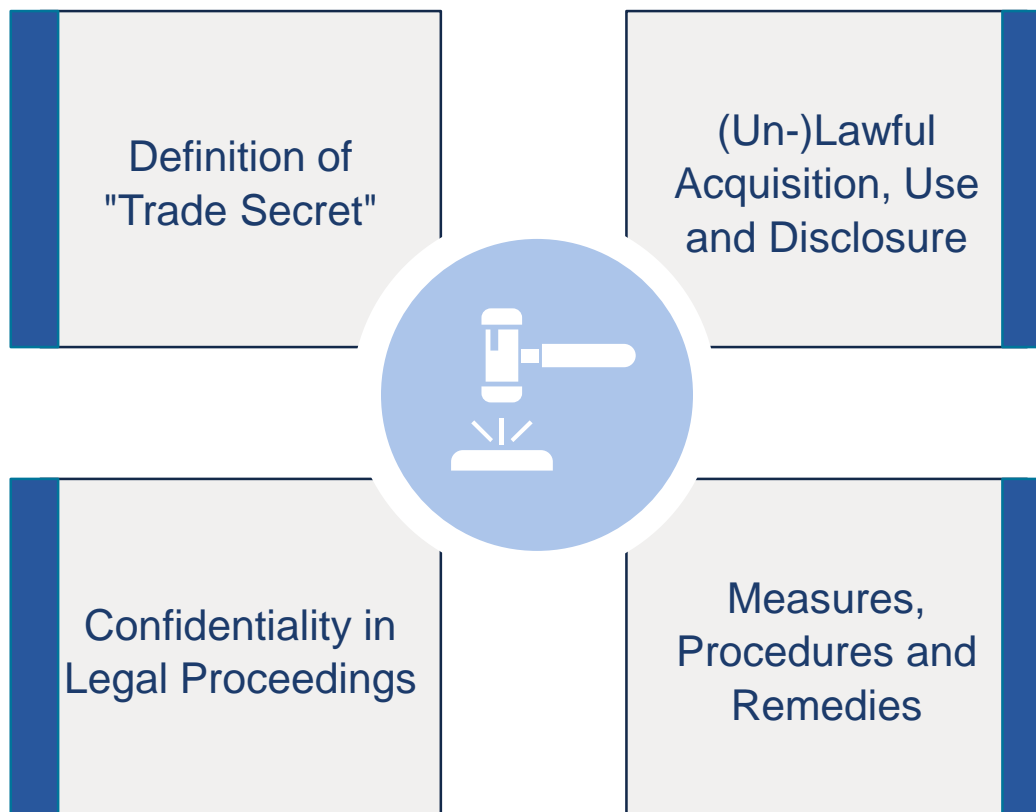 Definition of
"Trade Secret"
(Un-)Lawful
Acquisition, Use
and Disclosure
Confidentiality in
Legal Proceedings
Measures,
Procedures and
Remedies